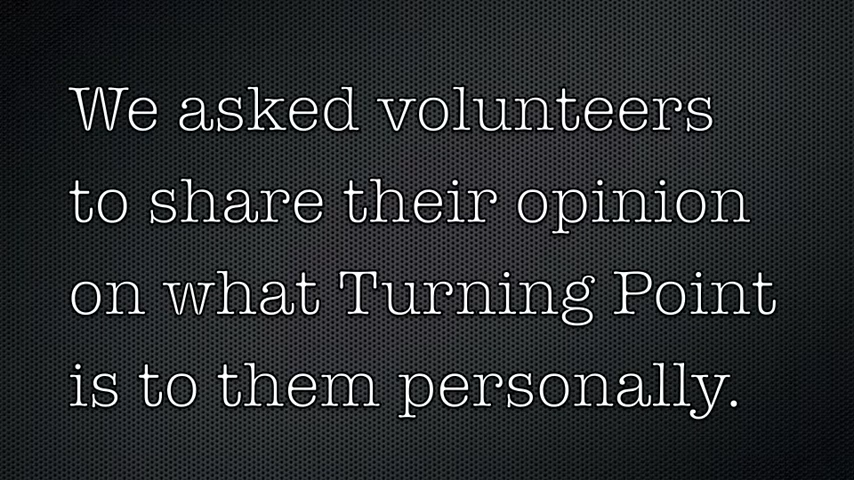 We asked volunteers
to share their opinion
on what Turning Point
is to them personally.